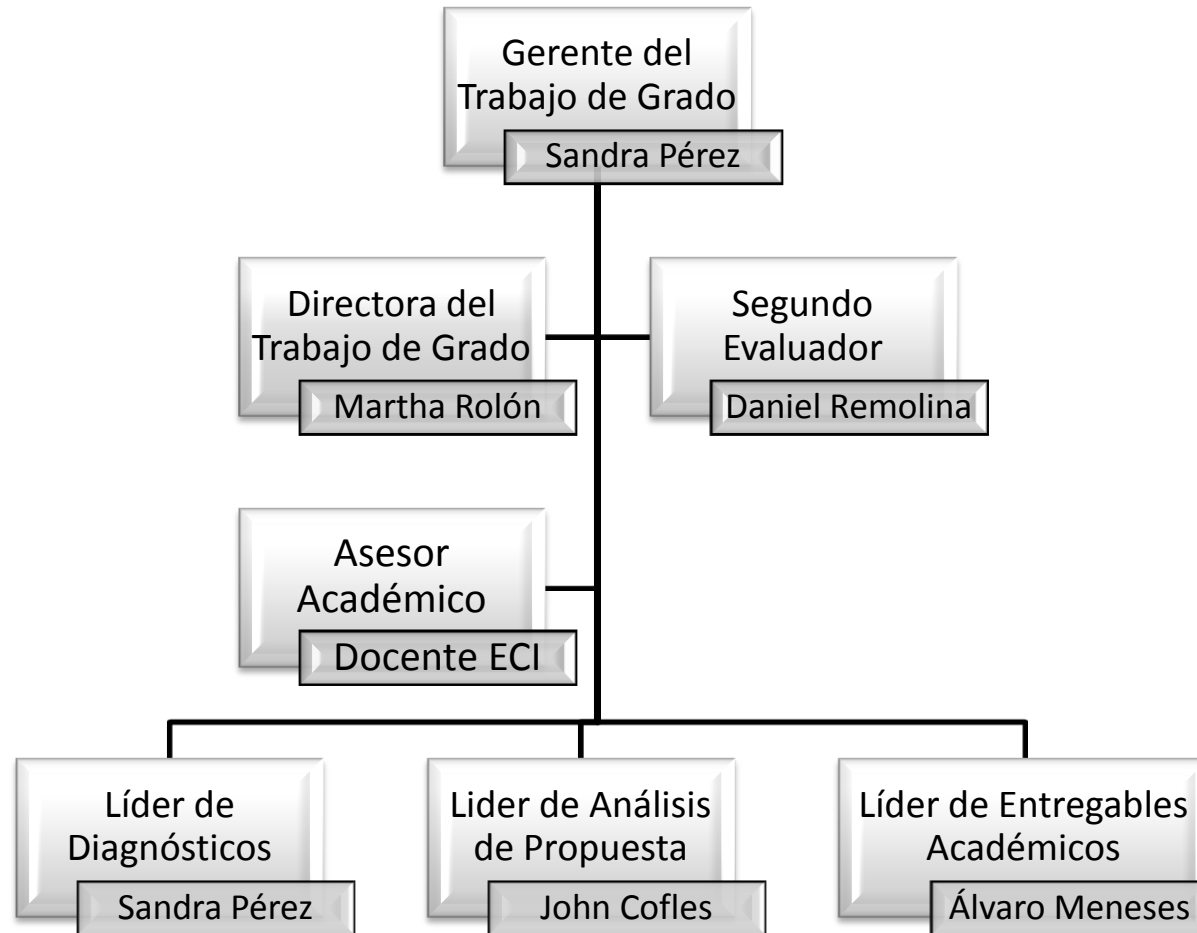 Gerente del
Trabajo de Grado
Sandra Pérez
Directora del
Trabajo de Grado
Martha Rolón
Segundo
Evaluador
Daniel Remolina
Asesor
Académico
Docente ECI
Líder de
Diagnósticos
Sandra Pérez
Lider de Análisis
de Propuesta
John Cofles
Líder de Entregables
Académicos
Álvaro Meneses